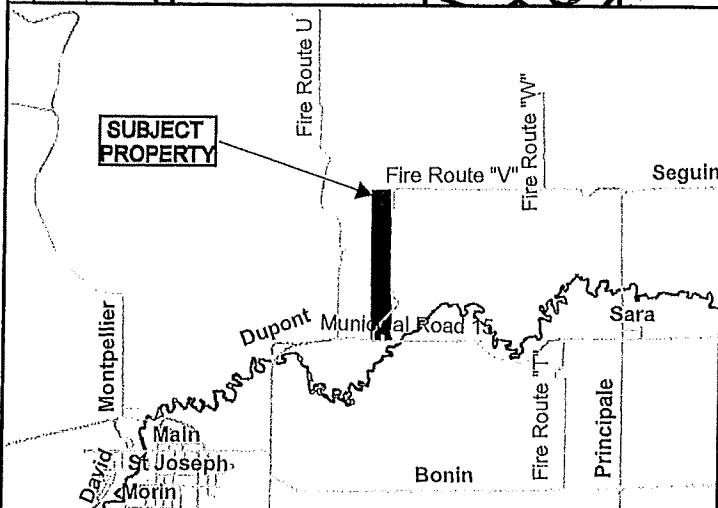 Fire Route U
SUBJECT
PROPERTY
Fire Route "V"
Fire Route "W"
Seguin
Montpellier
Dupont
Municipal Road 15
Sara
Main
St Joseph
David
Morin
Bonin
Fire Route "T"
Principale